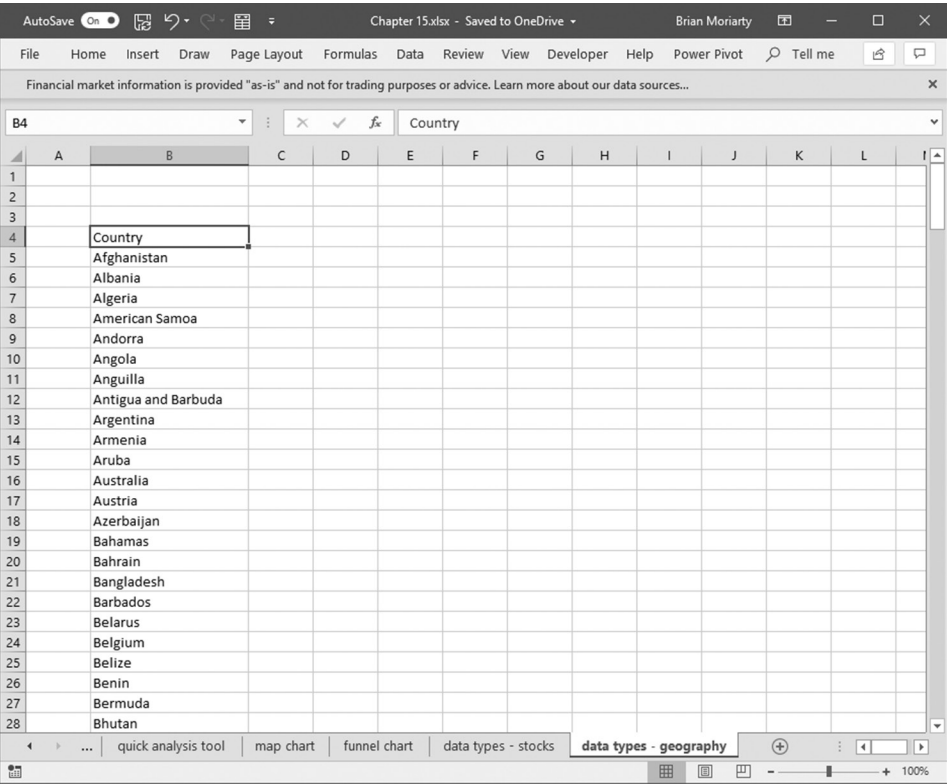 AutoSave On Chapter 15.xlsx - Saved to OneDrive Brian Moriarty
File Home Insert Draw Page Layout Formulas Data Review View Developer Help Power Pivot Tell me
Financial market information is provided "as-is" and not for trading purposes or advice. Learn more about our data sources...
B4 fx Country
A B C D E F G H I J K L
1
2
3
4 Country
5 Afghanistan
6 Albania
7 Algeria
8 American Samoa
9 Andorra
10 Angola
11 Anguilla
12 Antigua and Barbuda
13 Argentina
14 Armenia
15 Aruba
16 Australia
17 Austria
18 Azerbaijan
19 Bahamas
20 Bahrain
21 Bangladesh
22 Barbados
23 Belarus
24 Belgium
25 Belize
26 Benin
27 Bermuda
28 Bhutan
... quick analysis tool map chart funnel chart data types - stocks data types - geography
100%